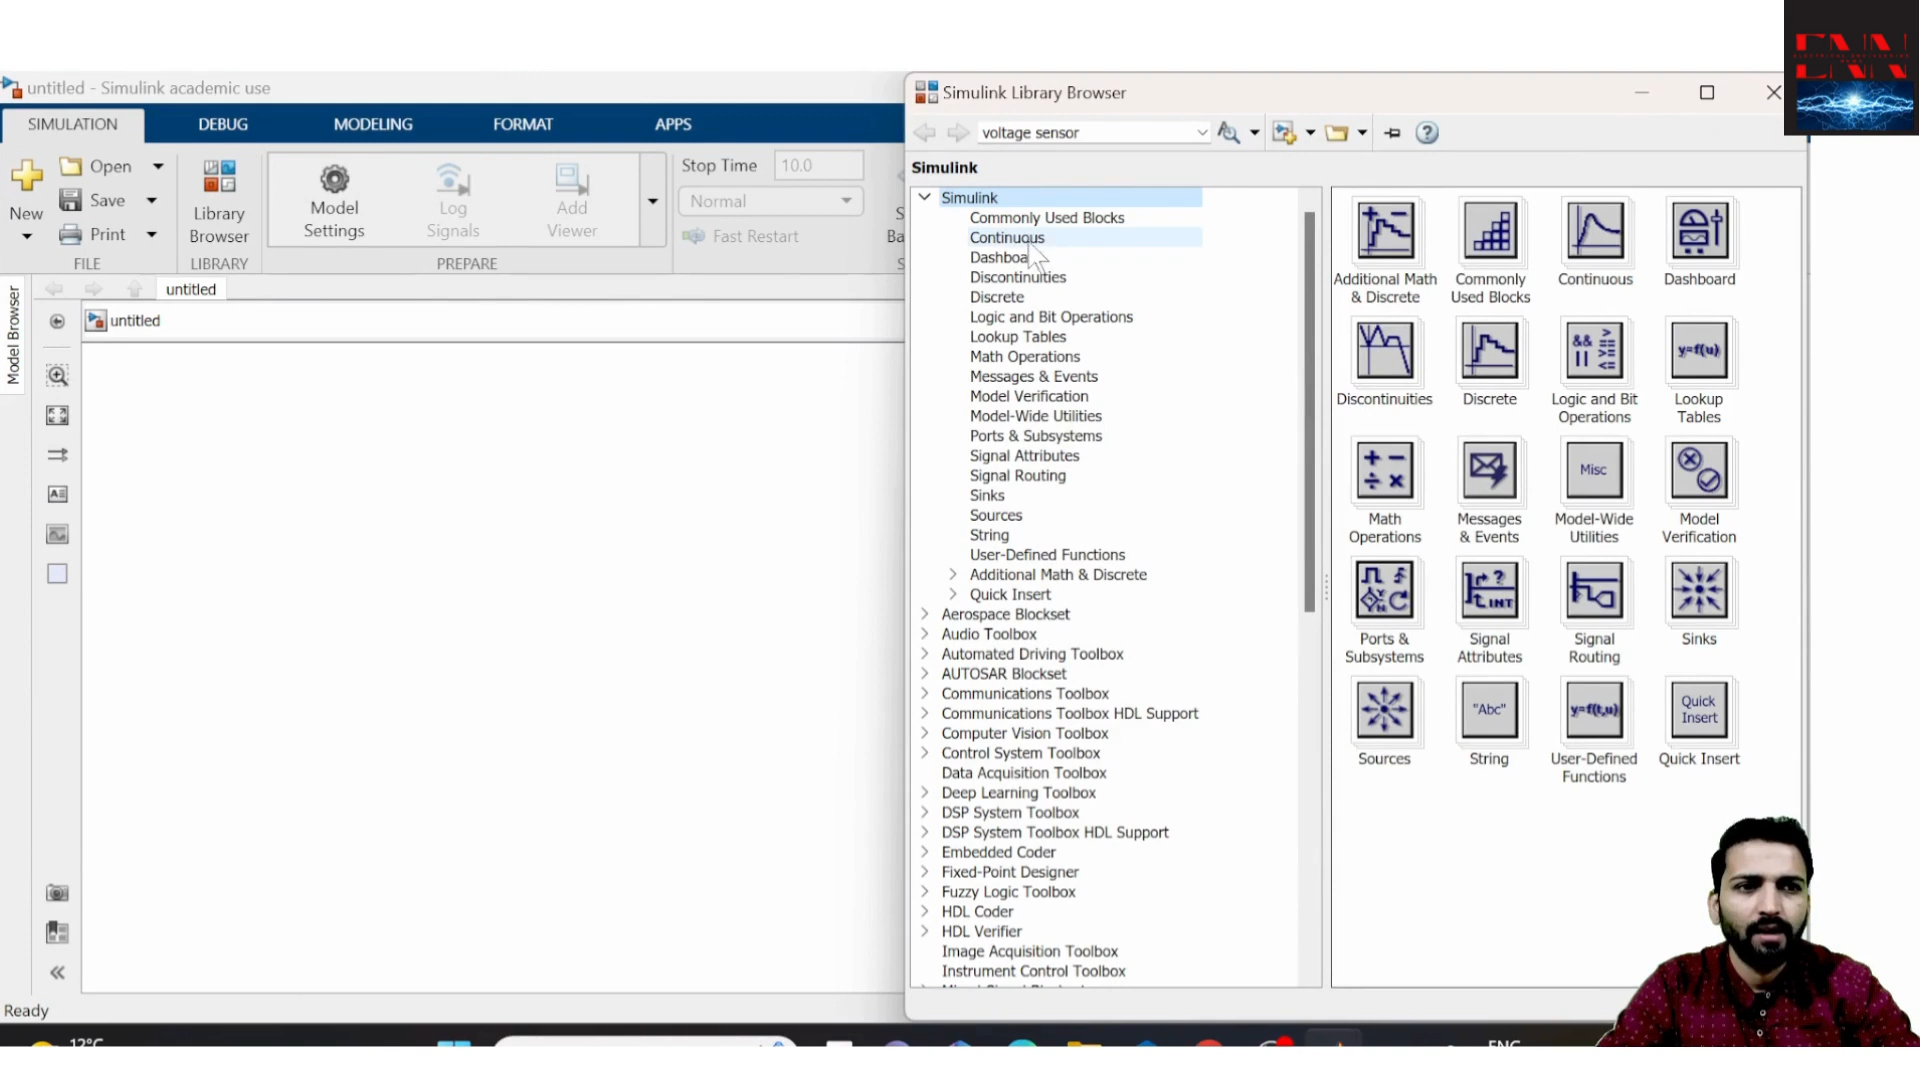 ENN
untitled - Simulink academic use
SIMULATION
DEBUG
MODELING
FORMAT
APPS
New
Open
Save
Print
FILE
Library
Browser
LIBRARY
Model
Settings
Log
Signals
Add
Viewer
PREPARE
Stop Time
10.0
Normal
Fast Restart
S
Ba
S
untitled
Model Browser
untitled
Ready
12°C
ENG
Simulink Library Browser
voltage sensor
Simulink
Simulink
Commonly Used Blocks
Continuous
Dashboa
Discontinuities
Discrete
Logic and Bit Operations
Lookup Tables
Math Operations
Messages & Events
Model Verification
Model-Wide Utilities
Ports & Subsystems
Signal Attributes
Signal Routing
Sinks
Sources
String
User-Defined Functions
Additional Math & Discrete
Quick Insert
Aerospace Blockset
Audio Toolbox
Automated Driving Toolbox
AUTOSAR Blockset
Communications Toolbox
Communications Toolbox HDL Support
Computer Vision Toolbox
Control System Toolbox
Data Acquisition Toolbox
Deep Learning Toolbox
DSP System Toolbox
DSP System Toolbox HDL Support
Embedded Coder
Fixed-Point Designer
Fuzzy Logic Toolbox
HDL Coder
HDL Verifier
Image Acquisition Toolbox
Instrument Control Toolbox
Additional Math
& Discrete
Commonly
Used Blocks
Continuous
Dashboard
Discontinuities
Discrete
Logic and Bit
Operations
y=f(u)
Lookup
Tables
Math
Operations
Messages
& Events
Misc
Model-Wide
Utilities
Model
Verification
Ports &
Subsystems
Signal
Attributes
Signal
Routing
Sinks
Sources
"Abc"
String
y=f(t,u)
User-Defined
Functions
Quick
Insert
Quick Insert